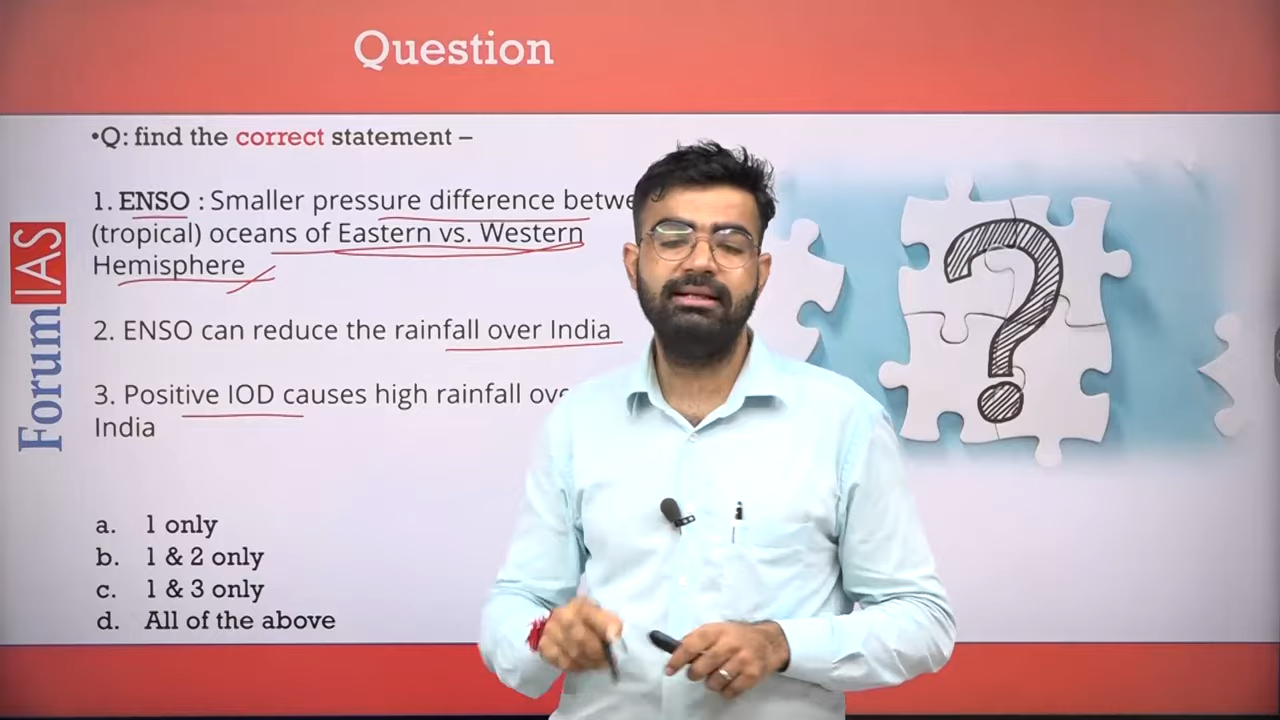 Question
•Q: find the correct statement –
1. ENSO : Smaller pressure difference
(tropical) oceans of Eastern vs. Western
Hemisphere
2. ENSO can reduce the rainfall over India
3. Positive IOD causes high rainfall
India
a. 1 only
b. 1 & 2 only
c. 1 & 3 only
d. All of the above
ForumIAS